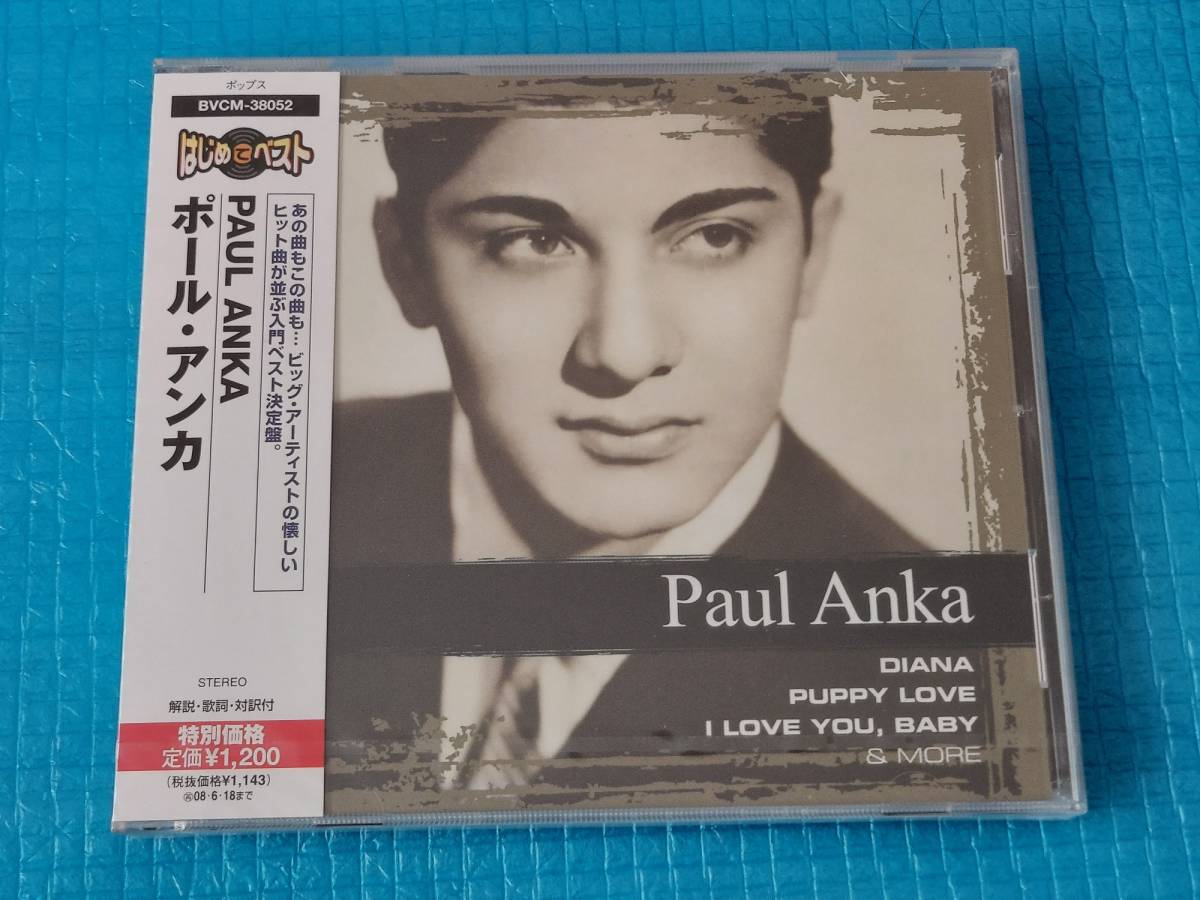 ポップス
BVCM-38052
はじめてベスト
PAUL ANKA
ポール・アンカ
あの曲もこの曲も…ビッグ・アーティストの懐しい
ヒット曲が並ぶ入門ベスト決定盤。
STEREO
解説・歌詞・対訳付
特別価格
定価¥1,200
(税抜価格¥1,143)
㋐08・6・18まで
Paul Anka
DIANA
PUPPY LOVE
I LOVE YOU, BABY
& MORE